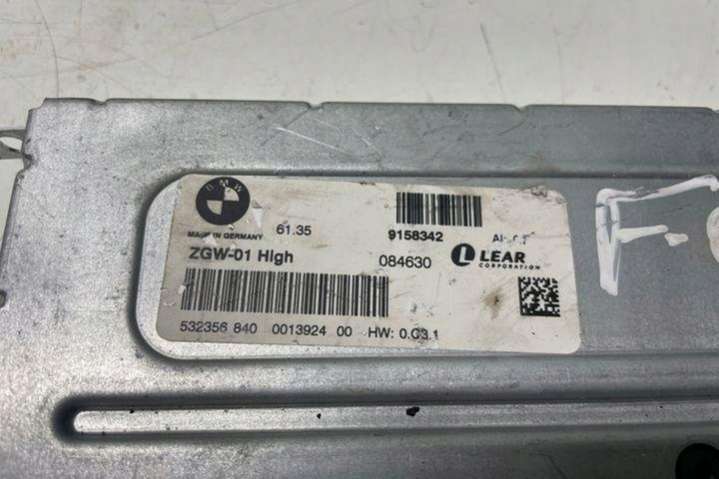 BMW
MADE IN GERMANY 61.35 9158342
ZGW-01 High 084630 LEAR
CORPORATION
532356 840 0013924 00 HW: 0.03.1